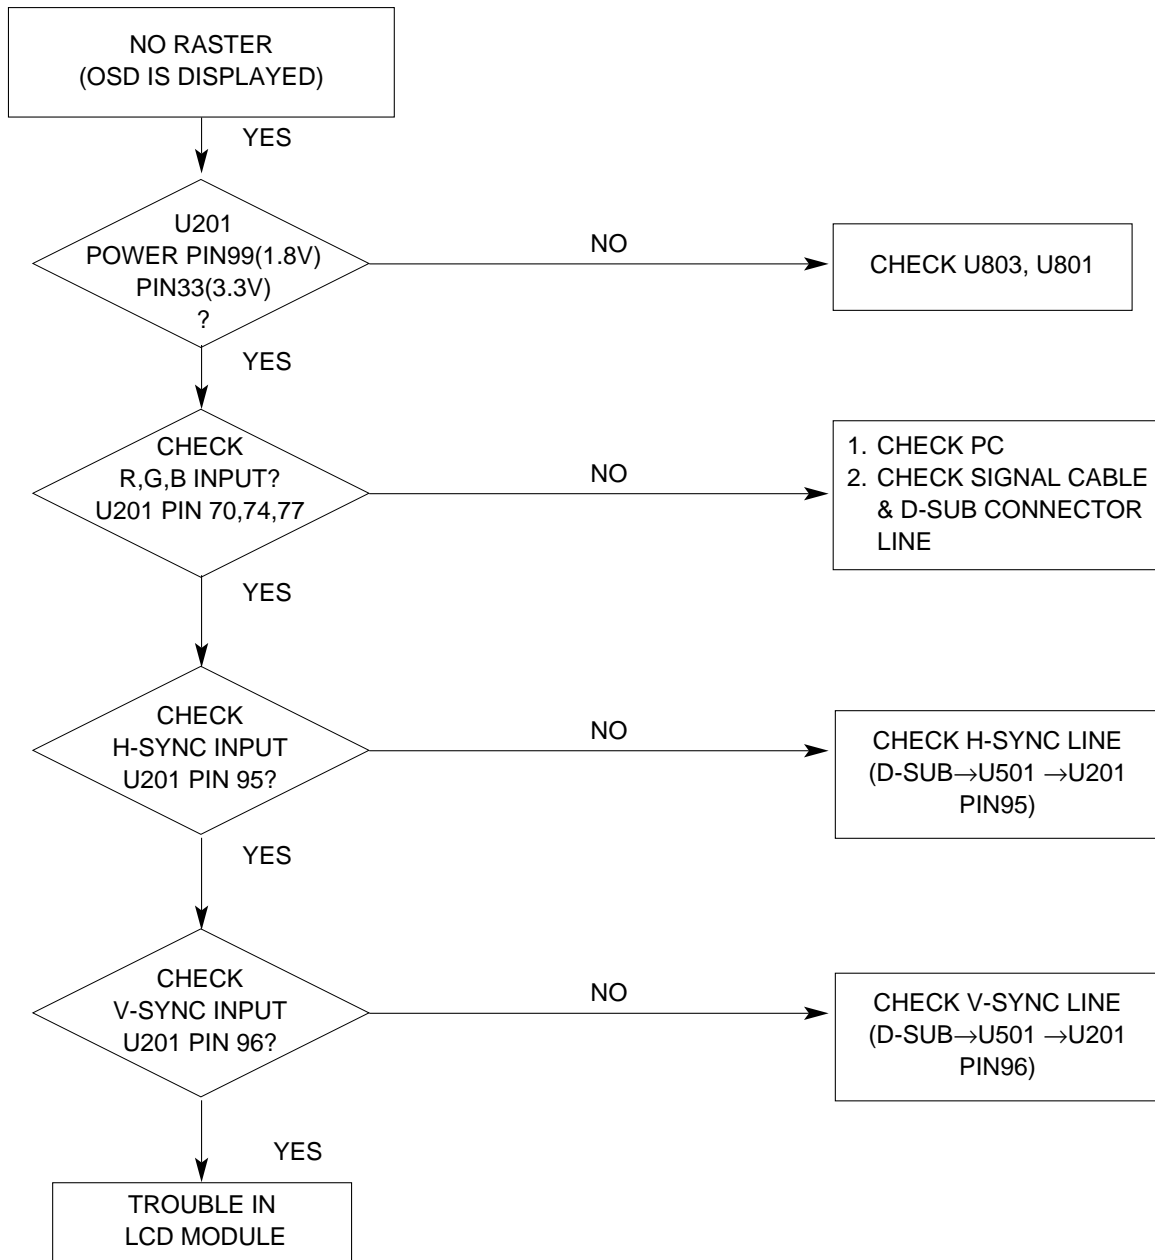 NO RASTER
(OSD IS DISPLAYED)
YES
U201
POWER PIN99(1.8V)
PIN33(3.3V)
?
NO
CHECK U803, U801
YES
CHECK
R,G,B INPUT?
U201 PIN 70,74,77
NO
1. CHECK PC
2. CHECK SIGNAL CABLE
& D-SUB CONNECTOR
LINE
YES
CHECK
H-SYNC INPUT
U201 PIN 95?
NO
CHECK H-SYNC LINE
(D-SUB→U501 →U201
PIN95)
YES
CHECK
V-SYNC INPUT
U201 PIN 96?
NO
CHECK V-SYNC LINE
(D-SUB→U501 →U201
PIN96)
YES
TROUBLE IN
LCD MODULE